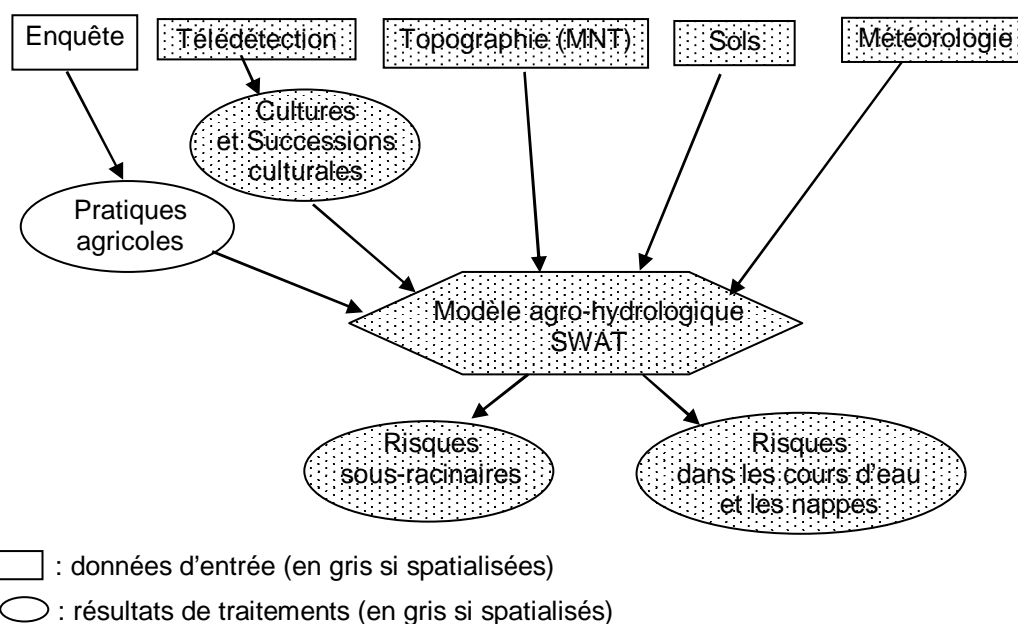 Enquête
Télédétection
Topographie (MNT)
Sols
Météorologie
Cultures
et Successions
culturales
Pratiques
agricoles
Modèle agro-hydrologique
SWAT
Risques
sous-racinaires
Risques
dans les cours d'eau
et les nappes
: données d'entrée (en gris si spatialisées)
: résultats de traitements (en gris si spatialisés)